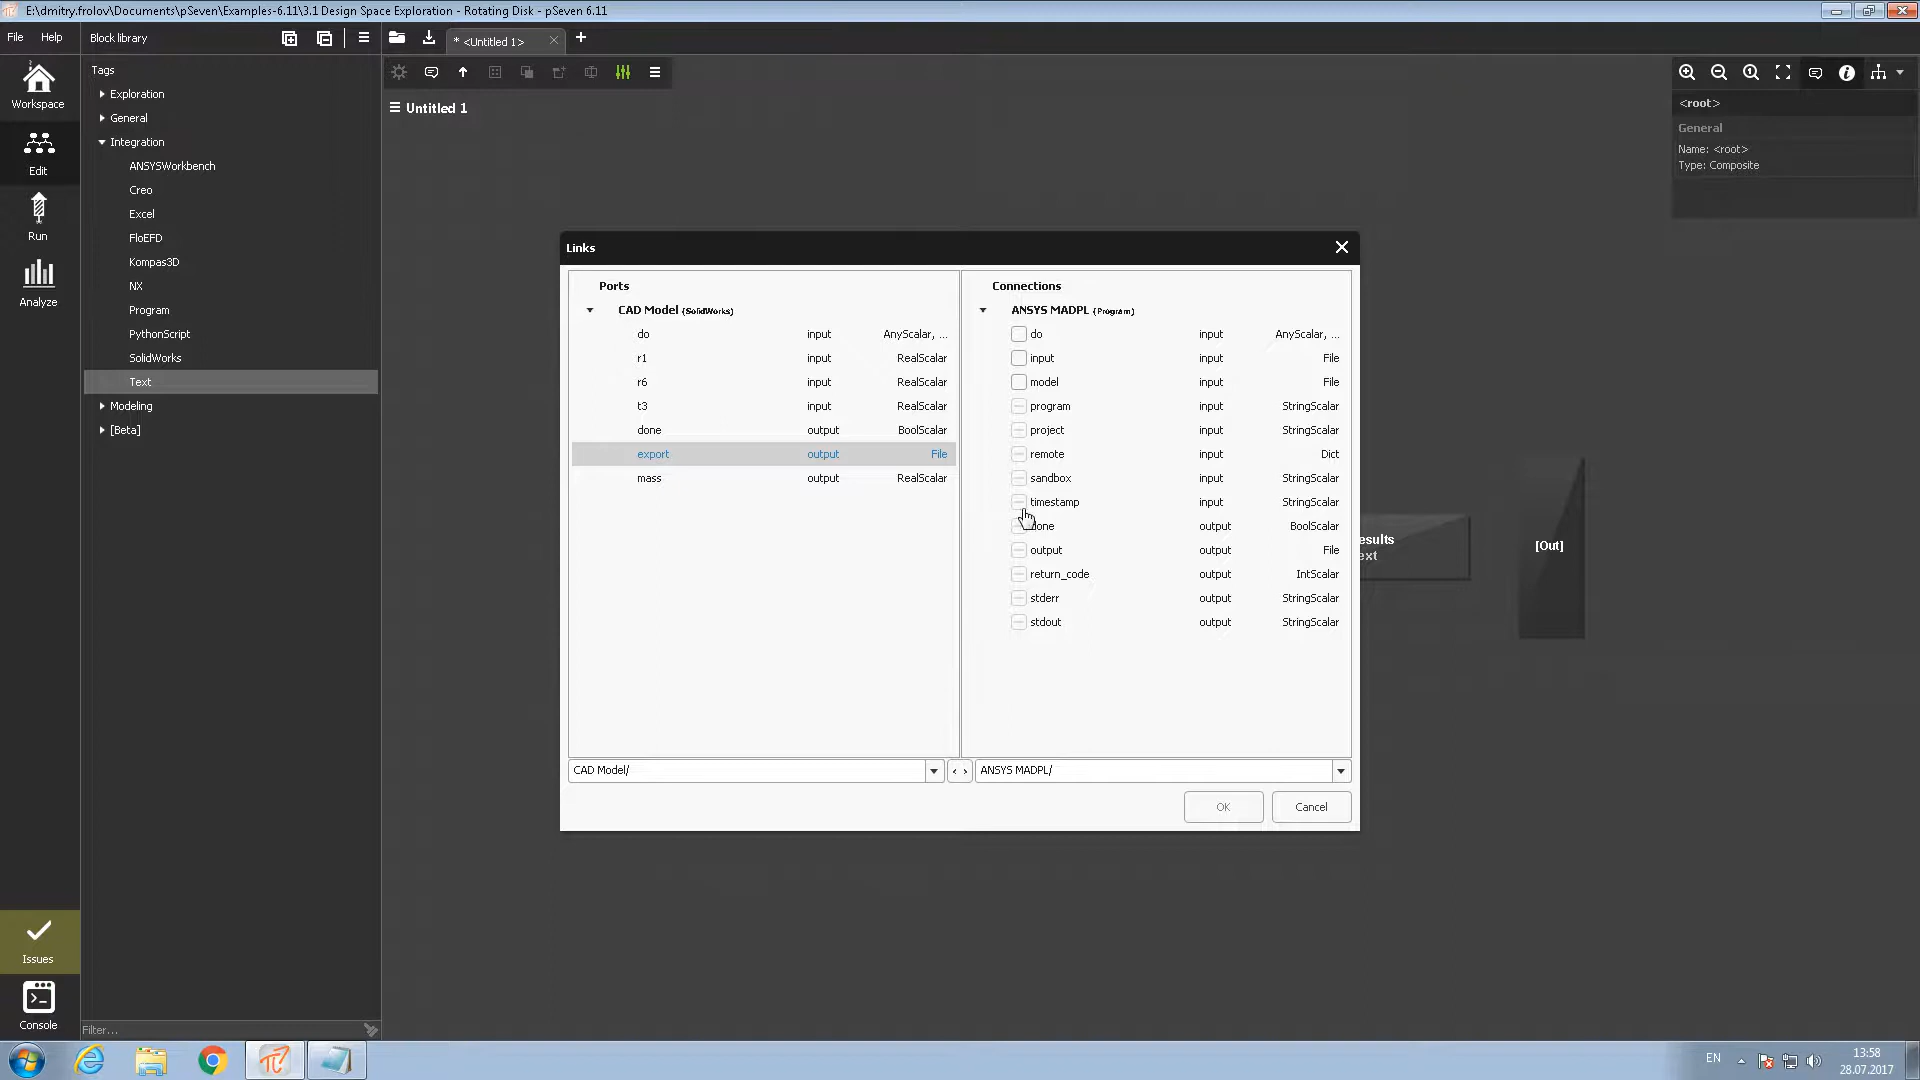 E:\dmitry.frolov\Documents\pSeven\Examples-6.11\3.1 Design Space Exploration - Rotating Disk - pSeven 6.11
File Help Block library
* <Untitled 1>
Workspace
Edit
Run
Analyze
Issues
Console
Tags
Exploration
General
Integration
ANSYSWorkbench
Creo
Excel
FloEFD
Kompas3D
NX
Program
PythonScript
SolidWorks
Text
Modeling
[Beta]
Filter...
Untitled 1
<root>
General
Name: <root>
Type: Composite
Links
Ports
CAD Model (SolidWorks)
do input AnyScalar, ...
r1 input RealScalar
r6 input RealScalar
t3 input RealScalar
done output BoolScalar
export output File
mass output RealScalar
CAD Model/
Connections
ANSYS MADPL (Program)
do input AnyScalar, ...
input input File
model input File
program input StringScalar
project input StringScalar
remote input Dict
sandbox input StringScalar
timestamp input StringScalar
done output BoolScalar
output output File
return_code output IntScalar
stderr output StringScalar
stdout output StringScalar
ANSYS MADPL/
OK Cancel
esults
ext
[Out]
EN
13:58
28.07.2017